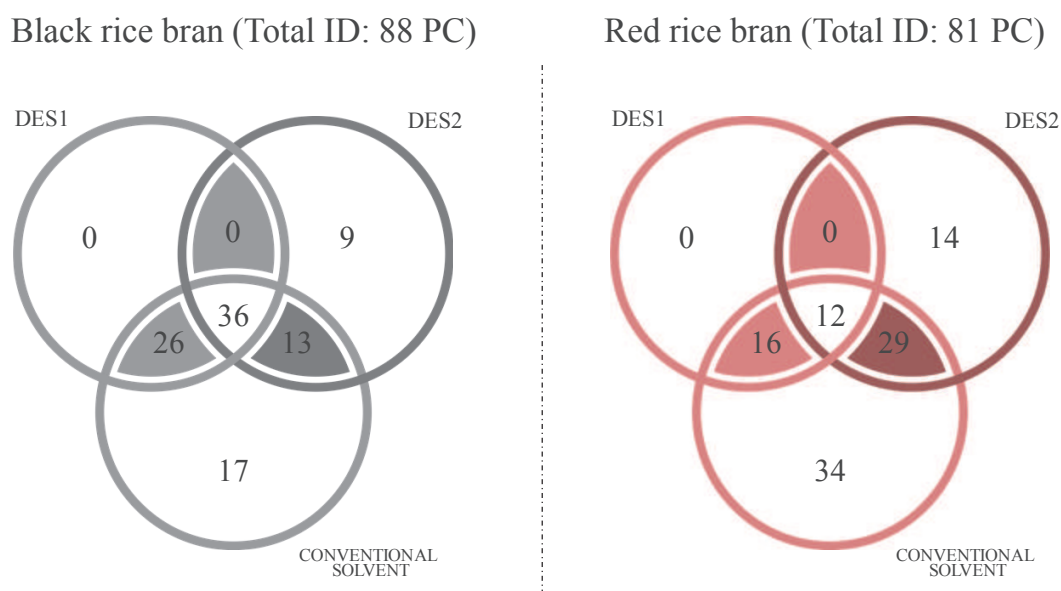 Black rice bran (Total ID: 88 PC)
DES1
DES2
0
0
9
36
26
13
17
CONVENTIONAL
SOLVENT
Red rice bran (Total ID: 81 PC)
DES1
DES2
0
0
14
12
16
29
34
CONVENTIONAL
SOLVENT